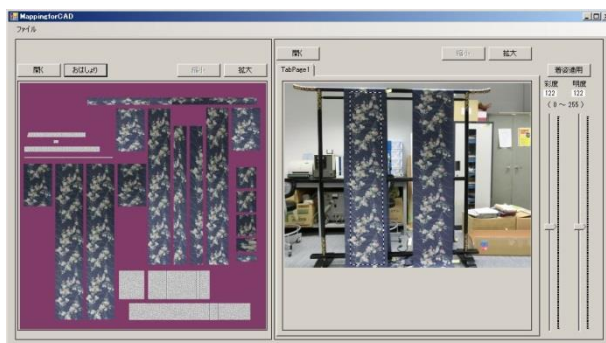 MappingforCAD
ファイル
開く おはしょり 縮小 拡大
開く 縮小 拡大
TabPage1
着姿適用
彩度 明度
122 122
( 0 ~ 255 )